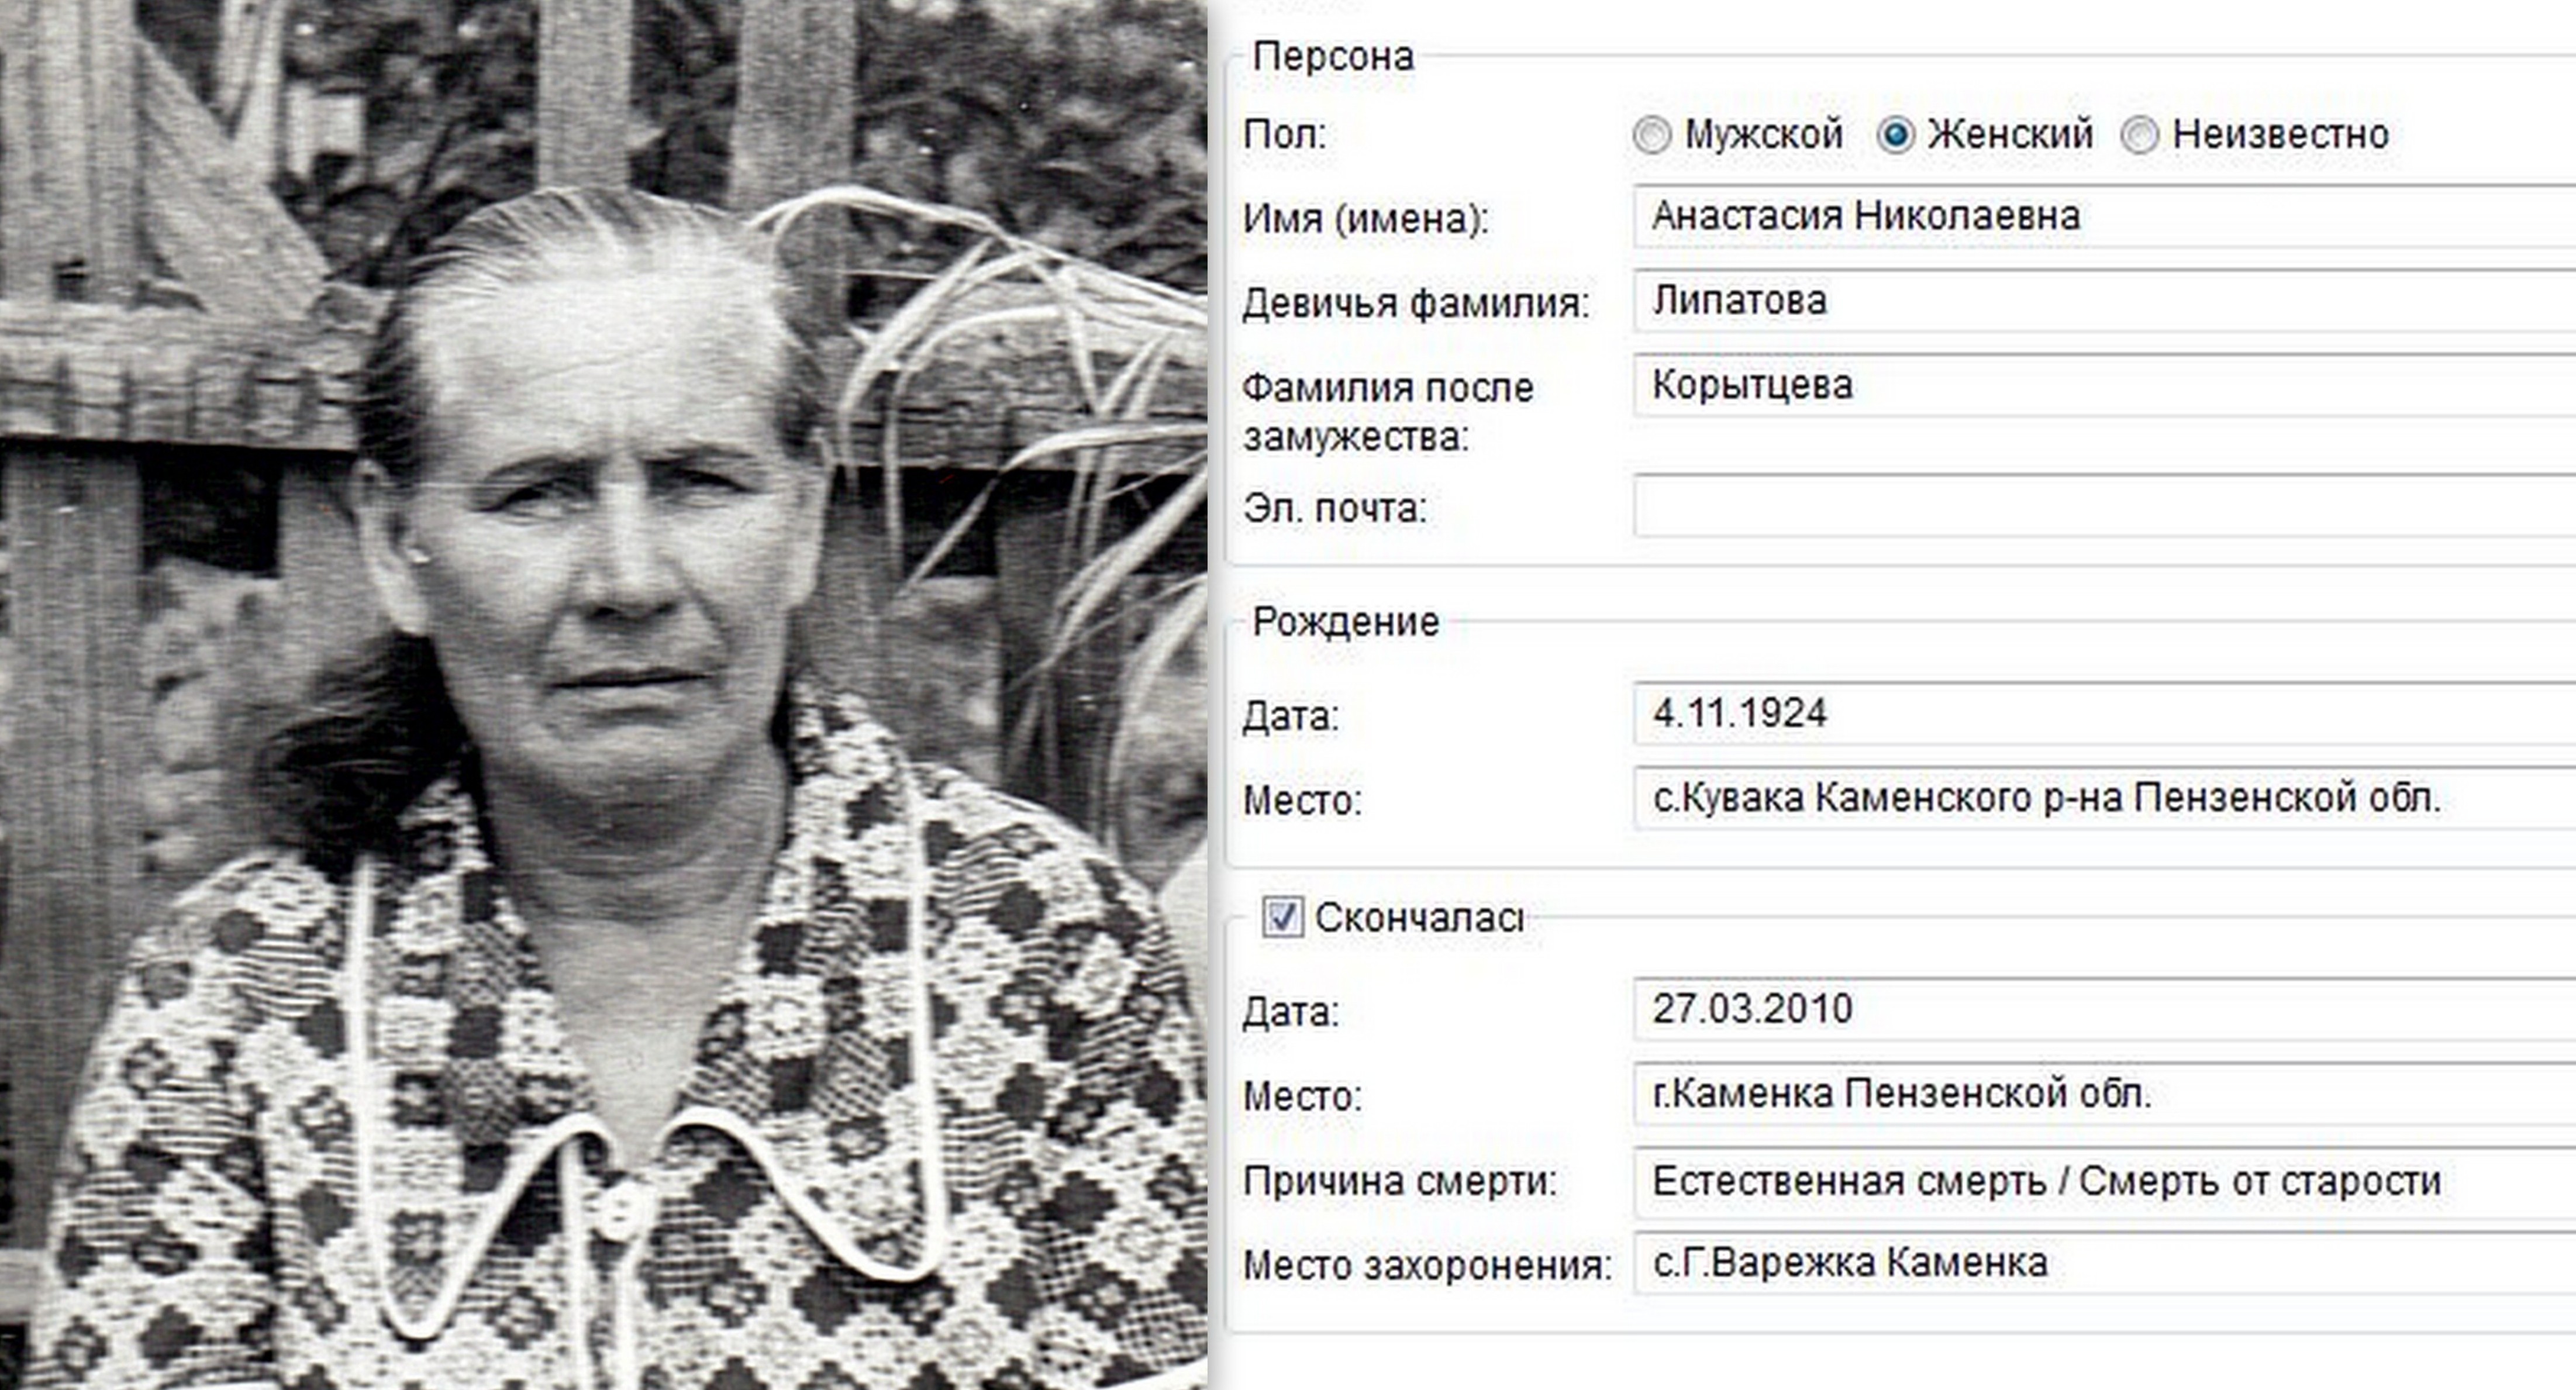 Персона
Пол: Мужской Женский Неизвестно
Имя (имена): Анастасия Николаевна
Девичья фамилия: Липатова
Фамилия после замужества: Корытцева
Эл. почта:
Рождение
Дата: 4.11.1924
Место: с.Кувака Каменского р-на Пензенской обл.
Скончалась
Дата: 27.03.2010
Место: г.Каменка Пензенской обл.
Причина смерти: Естественная смерть / Смерть от старости
Место захоронения: с.Г.Варежка Каменка